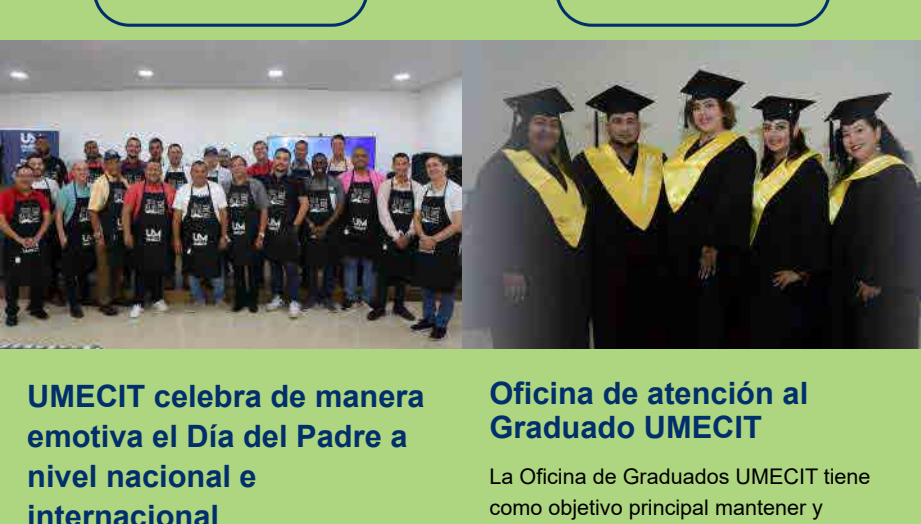 UMECIT celebra de manera
emotiva el Día del Padre a
nivel nacional e
internacional
Oficina de atención al
Graduado UMECIT
La Oficina de Graduados UMECIT tiene
como objetivo principal mantener y